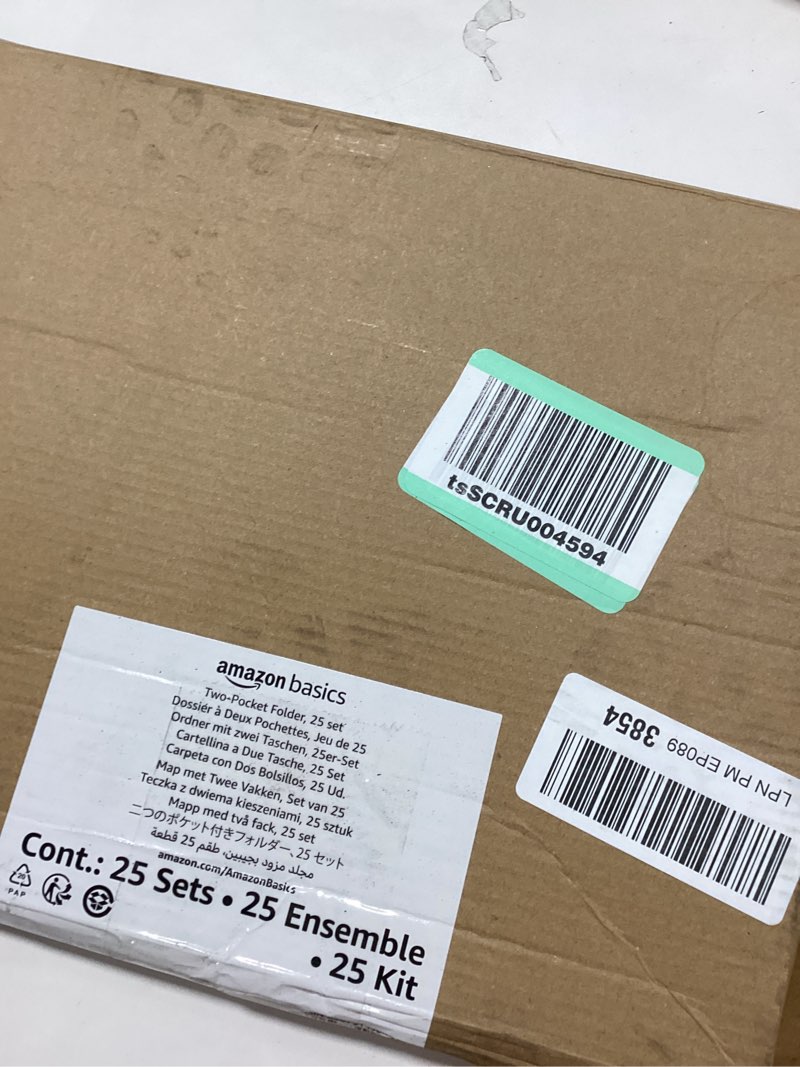 tsSCRU004594
LPN PM EP089 3854
amazon basics
Two-Pocket Folder, 25 set
Dossiér à Deux Pochettes, Jeu de 25
Ordner mit zwei Taschen, 25er-Set
Cartellina a Due Tasche, 25 Set
Carpeta con Dos Bolsillos, 25 Ud.
Map met Twee Vakken, Set van 25
Teczka z dwiema kieszeniami, 25 sztuk
Mapp med två fack, 25 set
二つのポケット付きフォルダー、25 セット
مجلد مزود بجيبين، طقم 25 قطعة
amazon.com/AmazonBasics
Cont.: 25 Sets • 25 Ensemble
• 25 Kit
20
PAP